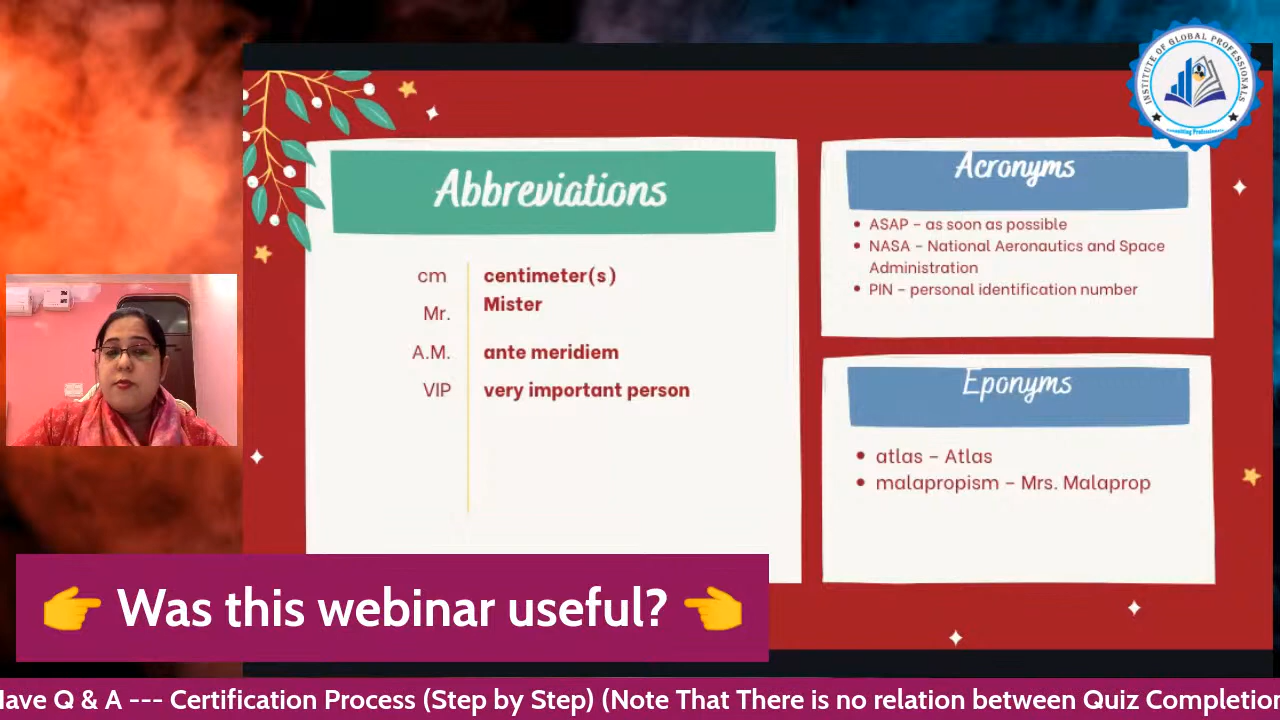 Abbreviations
cm centimeter(s)
Mr. Mister
A.M. ante meridiem
VIP very important person
Acronyms
• ASAP – as soon as possible
• NASA – National Aeronautics and Space
Administration
• PIN – personal identification number
Eponyms
• atlas – Atlas
• malapropism – Mrs. Malaprop
INSTITUTE OF GLOBAL PROFESSIONALS
👉 Was this webinar useful? 👈
Have Q & A --- Certification Process (Step by Step) (Note That There is no relation between Quiz Completion